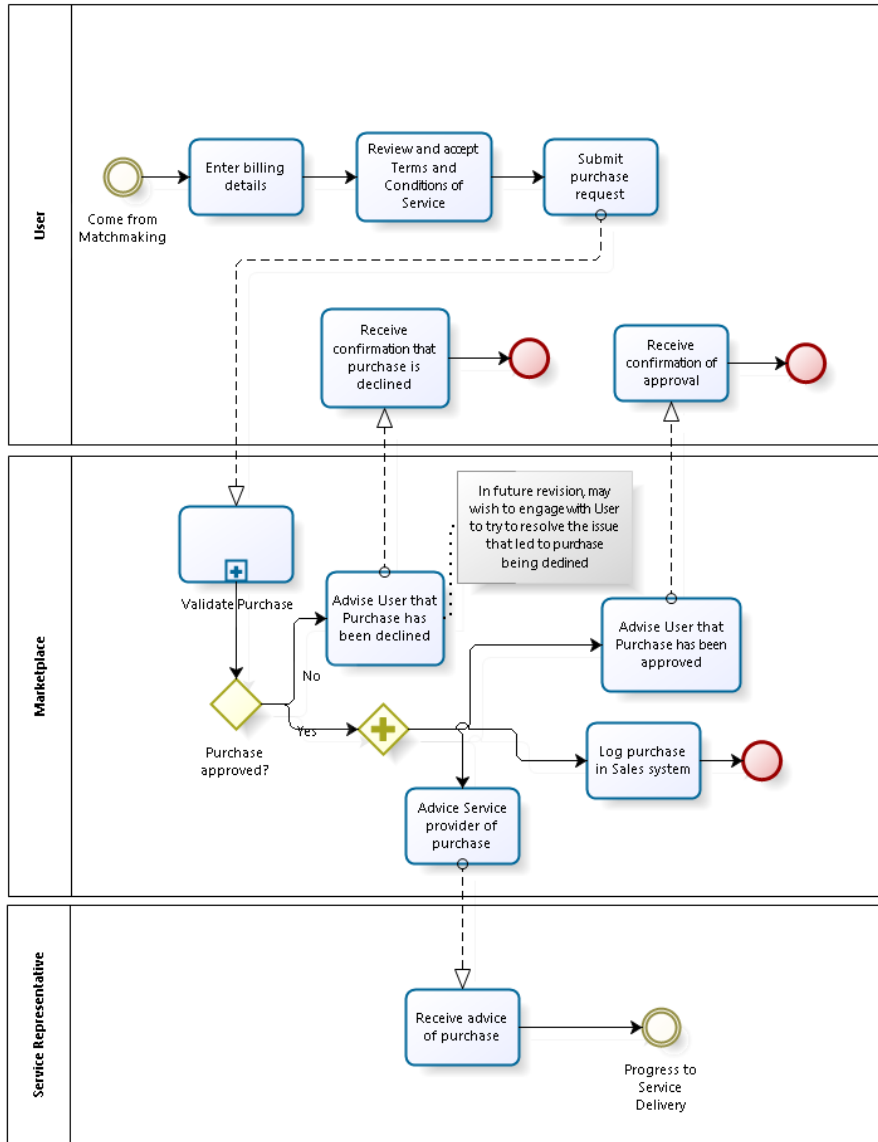 User
Come from
Matchmaking
Enter billing
details
Review and accept
Terms and
Conditions of
Service
Submit
purchase
request
Receive
confirmation that
purchase is
declined
Receive
confirmation of
approval
Marketplace
Validate Purchase
In future revision, may
wish to engage with User
to try to resolve the issue
that led to purchase
being declined
Advise User that
Purchase has
been declined
Advise User that
Purchase has been
approved
No
Yes
Purchase
approved?
Log purchase
in Sales system
Advice Service
provider of
purchase
Service Representative
Receive advice
of purchase
Progress to
Service
Delivery